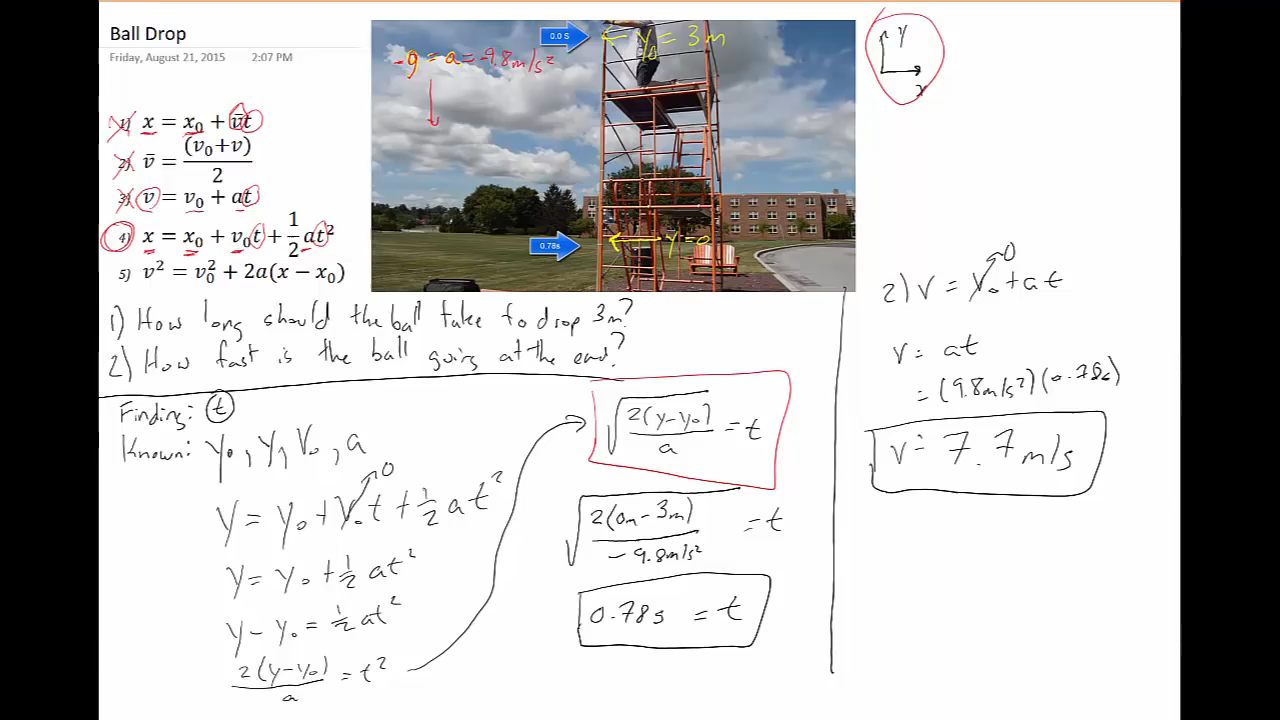 Ball Drop
Friday, August 21, 2015 2:07 PM
1) x = x₀ + v̄t
2) v̄ = (v₀+v)/2
3) v = v₀ + at
4) x = x₀ + v₀t + 1/2 at²
5) v² = v₀² + 2a(x − x₀)
0.0 S
y₀ = 3m
-g = a = -9.8m/s²
0.78s
y=0
y
x
1) How long should the ball take to drop 3m?
2) How fast is the ball going at the end?
Finding: t
Known: y₀, y, v₀, a
y = y₀ + v₀t + 1/2 at²
0
y = y₀ + 1/2 at²
y − y₀ = 1/2 at²
2(y−y₀)/a = t²
√(2(y−y₀)/a) = t
√(2(0m − 3m)/−9.8m/s²) = t
0.78s = t
2) v = v₀ + at
0
v = at
= (9.8m/s²)(0.78s)
v = 7.7m/s